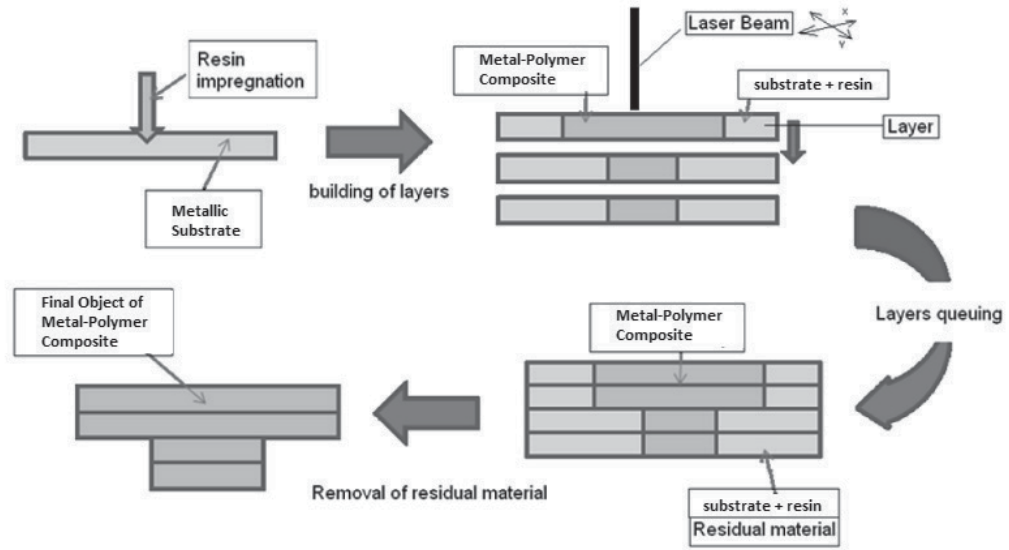 Resin
impregnation
Metallic
Substrate
building of layers
Metal-Polymer
Composite
Laser Beam
X
Y
substrate + resin
Layer
Layers queuing
Metal-Polymer
Composite
substrate + resin
Residual material
Removal of residual material
Final Object of
Metal-Polymer
Composite